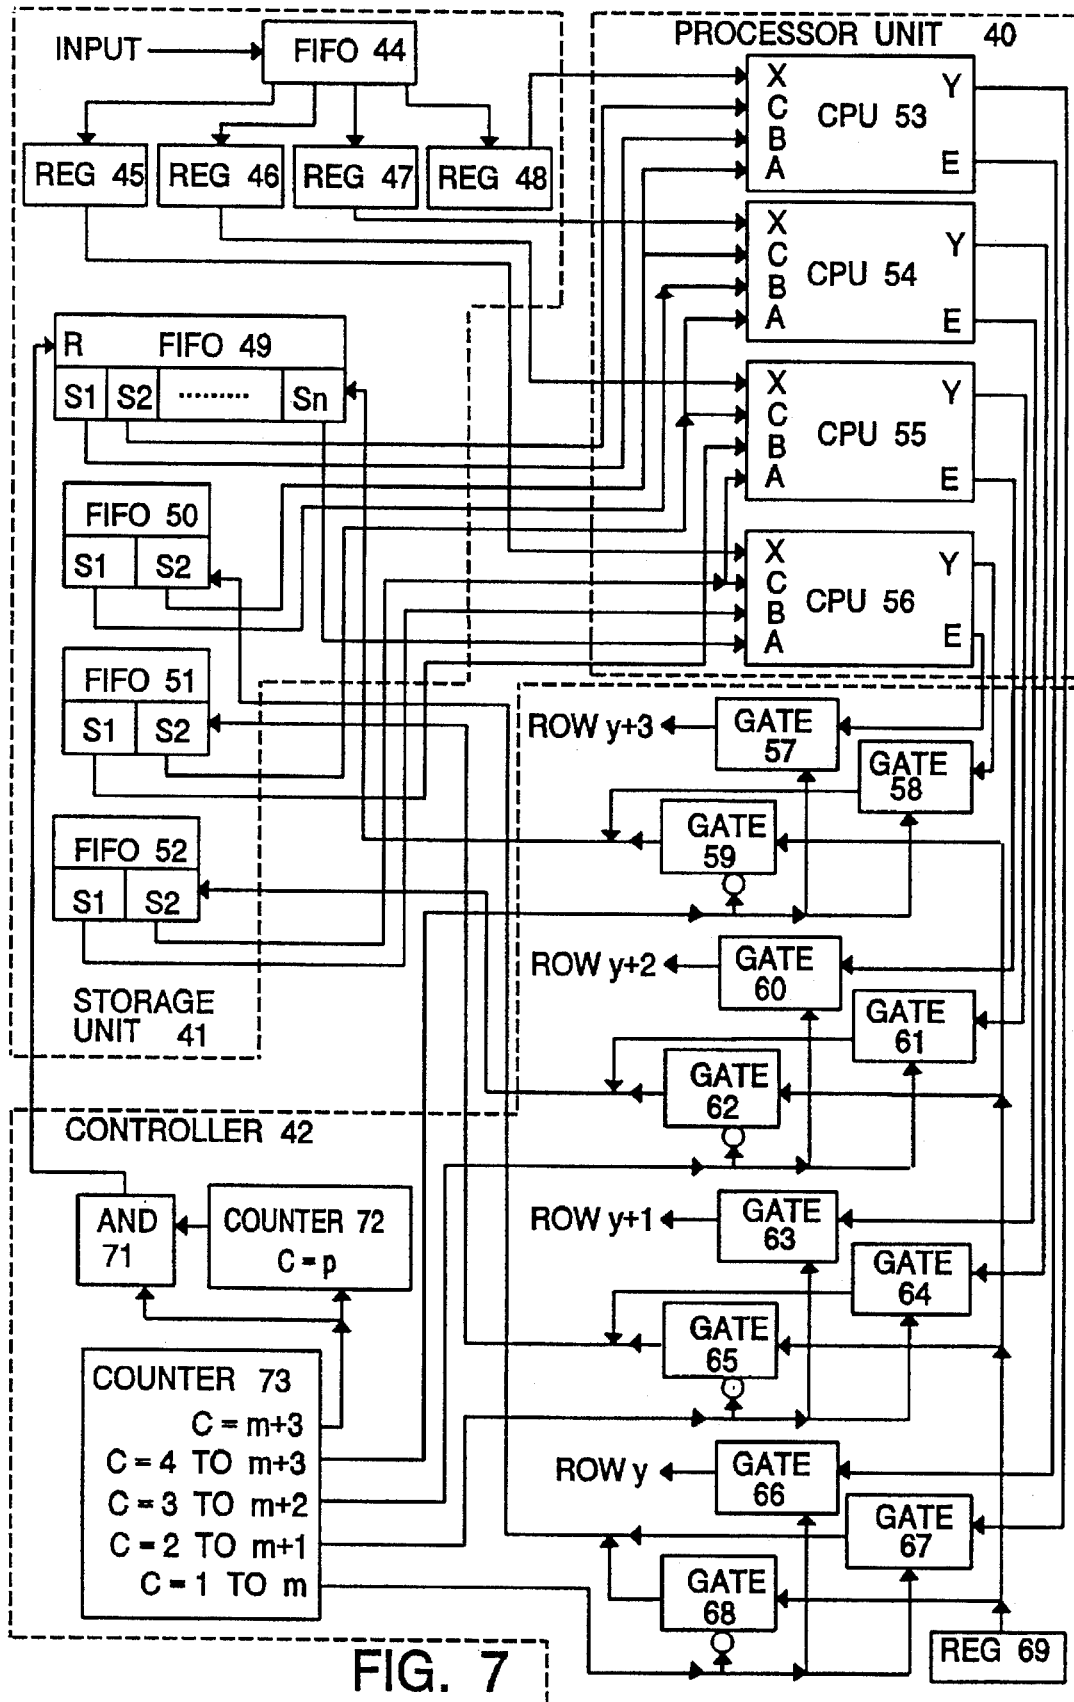 INPUT
FIFO 44
REG 45
REG 46
REG 47
REG 48
PROCESSOR UNIT 40
X
C
B
A
CPU 53
Y
E
X
C
B
A
CPU 54
Y
E
X
C
B
A
CPU 55
Y
E
X
C
B
A
CPU 56
Y
E
R FIFO 49
S1 S2 ......... Sn
FIFO 50
S1 S2
FIFO 51
S1 S2
FIFO 52
S1 S2
STORAGE
UNIT 41
ROW y+3
GATE
57
GATE
58
GATE
59
ROW y+2
GATE
60
GATE
61
GATE
62
ROW y+1
GATE
63
GATE
64
GATE
65
ROW y
GATE
66
GATE
67
GATE
68
REG 69
CONTROLLER 42
AND
71
COUNTER 72
C = p
COUNTER 73
C = m+3
C = 4 TO m+3
C = 3 TO m+2
C = 2 TO m+1
C = 1 TO m
FIG. 7